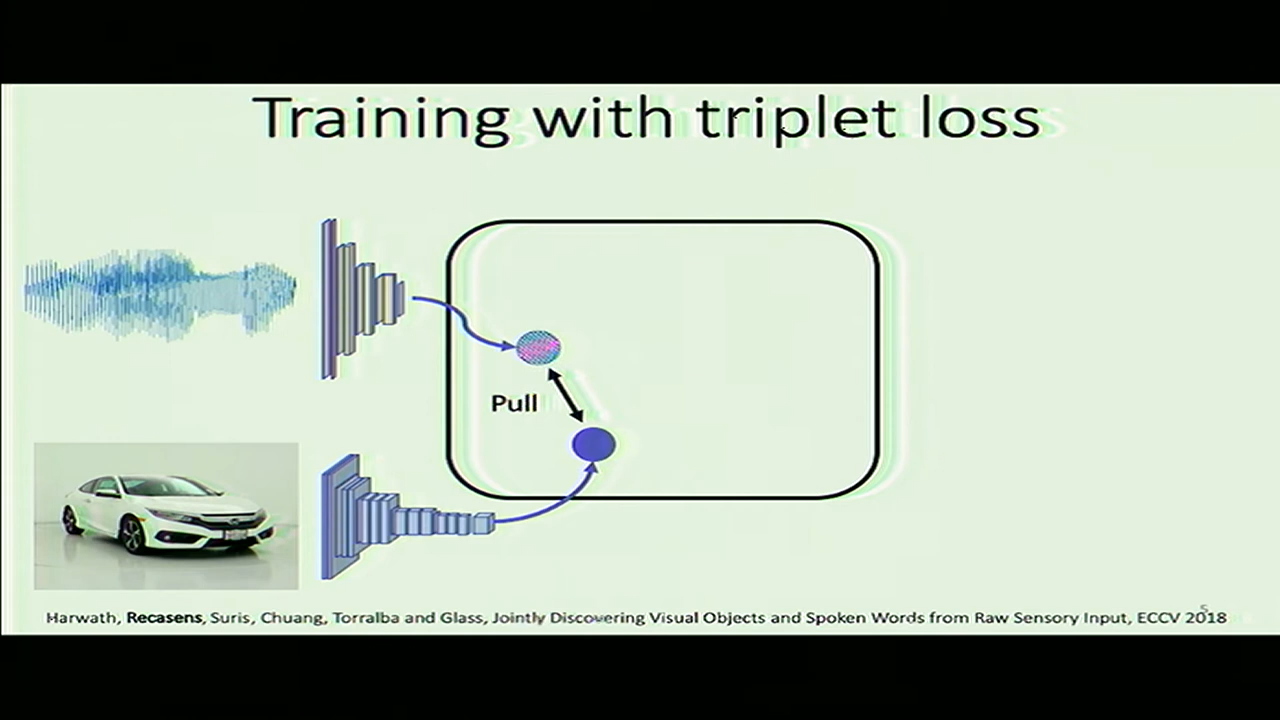 Training with triplet loss
Pull
Harwath, Recasens, Suris, Chuang, Torralba and Glass, Jointly Discovering Visual Objects and Spoken Words from Raw Sensory Input, ECCV 2018
5